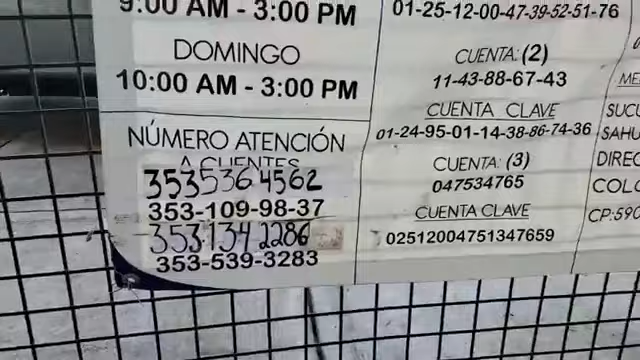 9:00 AM - 3:00 PM
DOMINGO
10:00 AM - 3:00 PM
NÚMERO ATENCIÓN
A CLIENTES
3535364562
353-109-98-37
3531342286
353-539-3283
01-25-12-00-47-39-52-51-76
CUENTA: (2)
11-43-88-67-43
CUENTA CLAVE
01-24-95-01-14-38-86-74-36
CUENTA: (3)
047534765
CUENTA CLAVE
02512004751347659
SUCU
SAHU
DIREC
COLO
CP:590